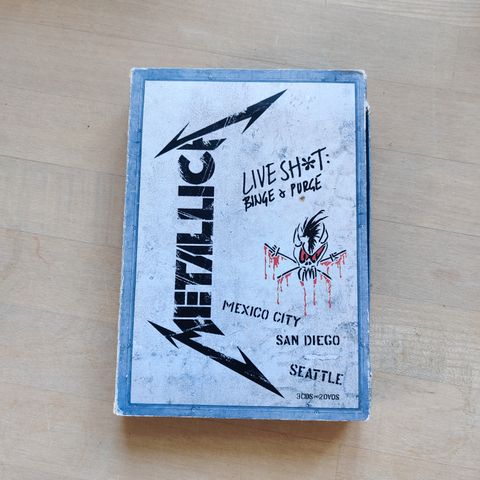 METALLICA
LIVE SH*T:
BINGE & PURGE
MEXICO CITY
SAN DIEGO
SEATTLE
3CDS–2DVDS